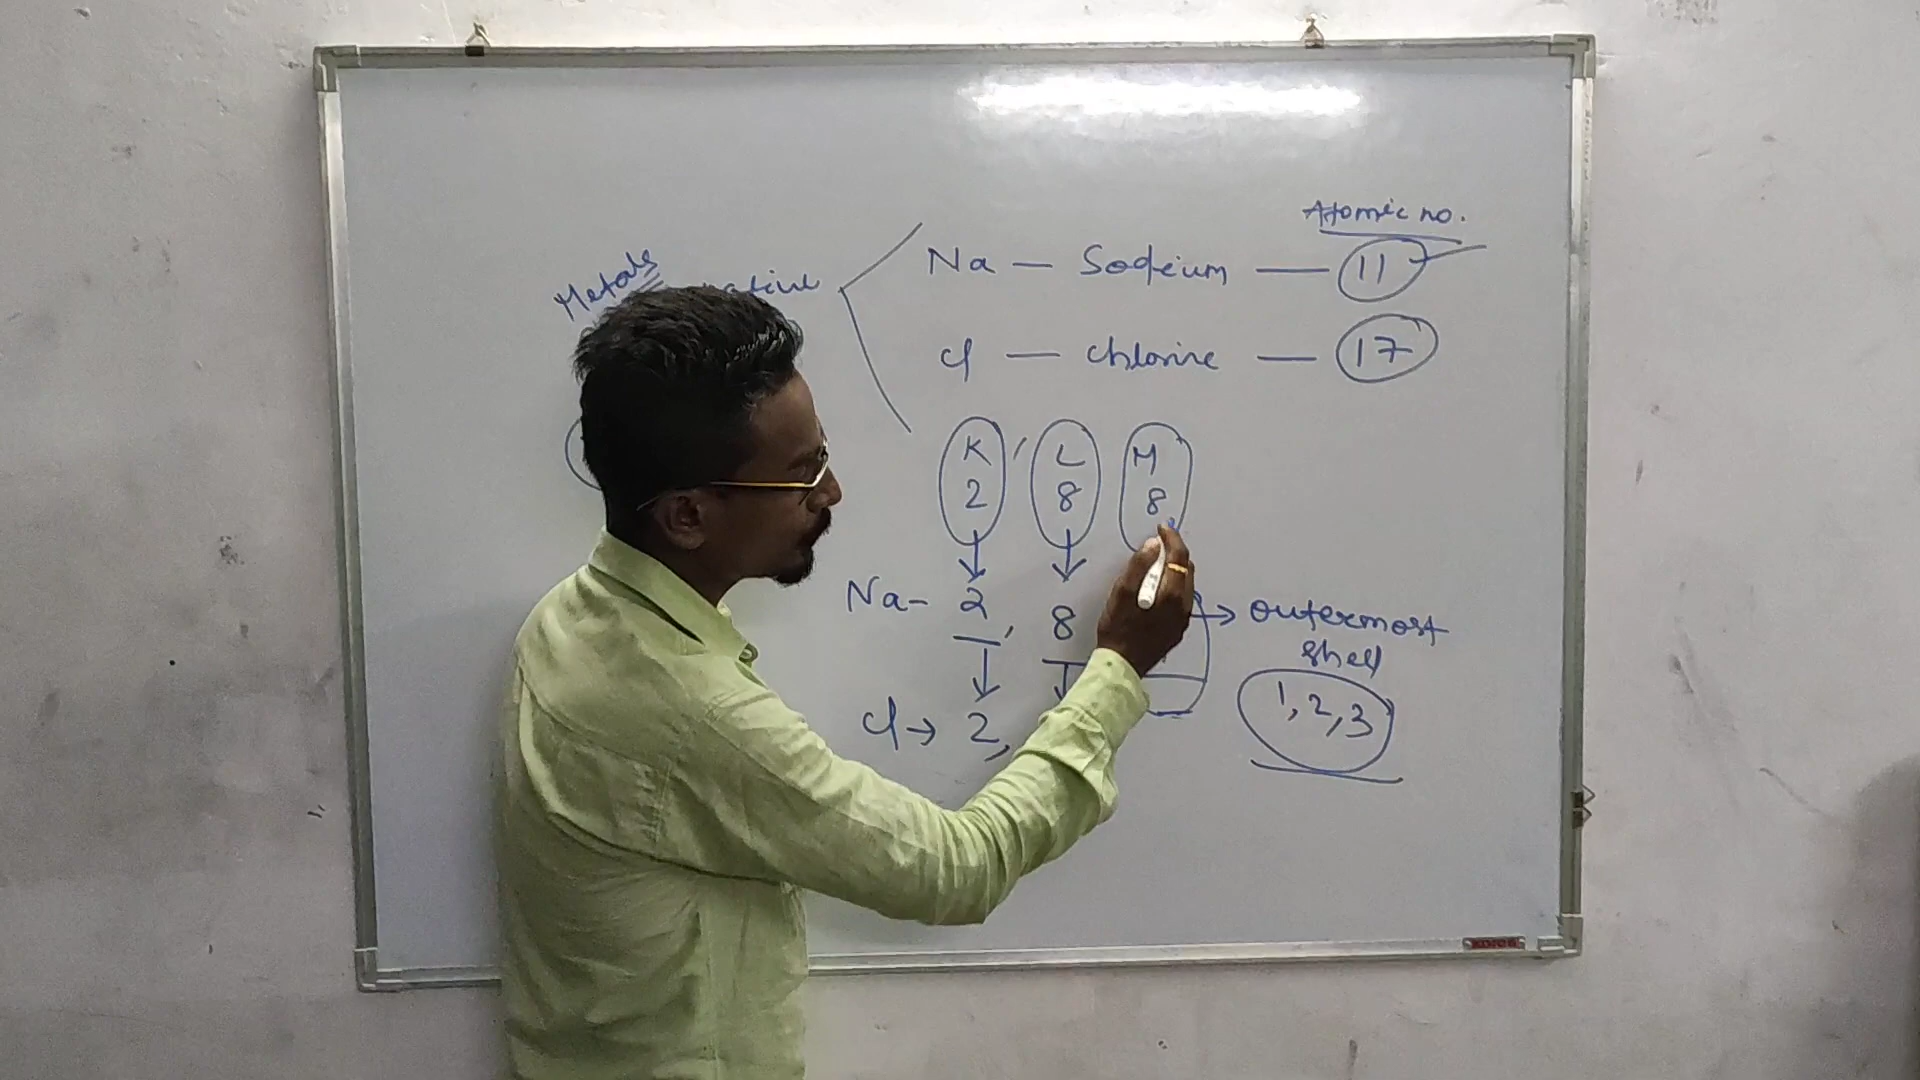 Atomic no.
Metals
Na — Sodium — 11
Cl — chlorine — 17
K, L M
2 8 8
Na- 2, 8 → outermost
shell
1, 2, 3
Cl → 2,